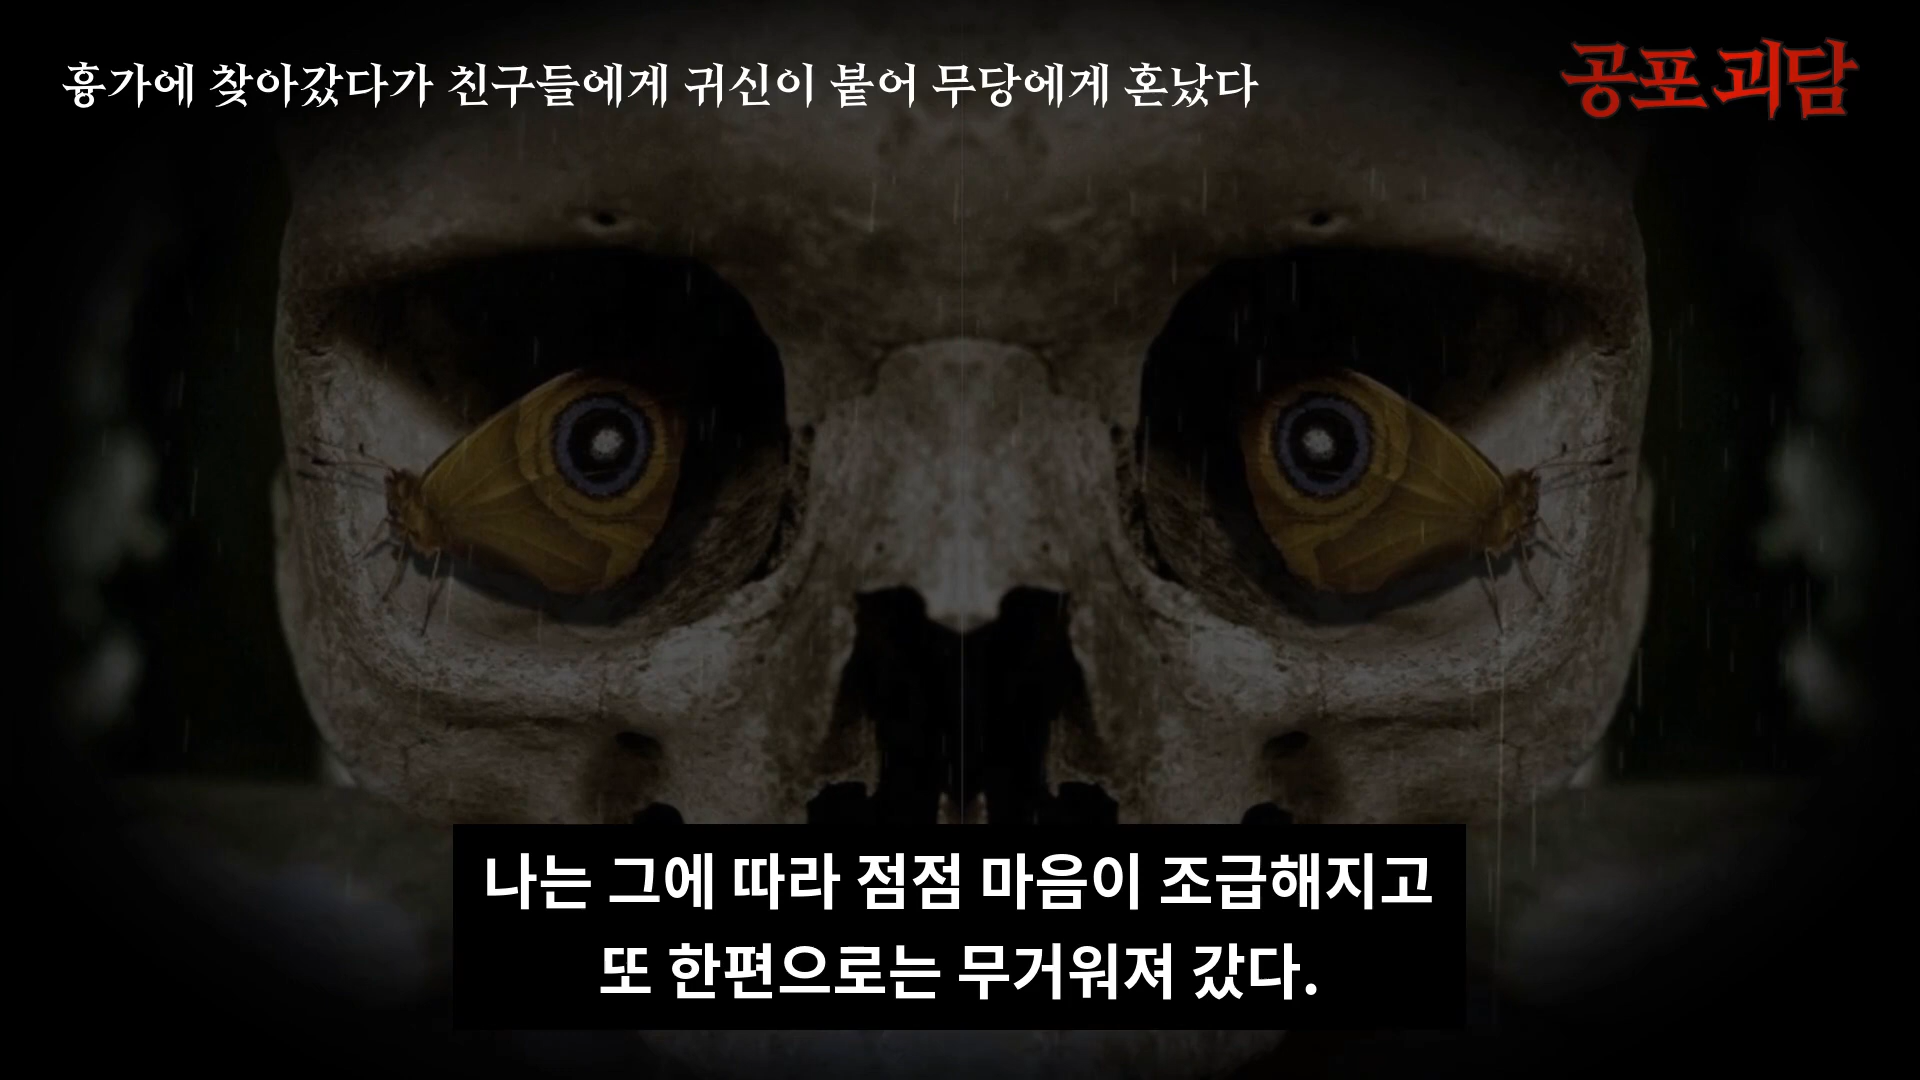 흉가에 찾아갔다가 친구들에게 귀신이 붙어 무당에게 혼났다
공포 괴담
나는 그에 따라 점점 마음이 조급해지고
또 한편으로는 무거워져 갔다.